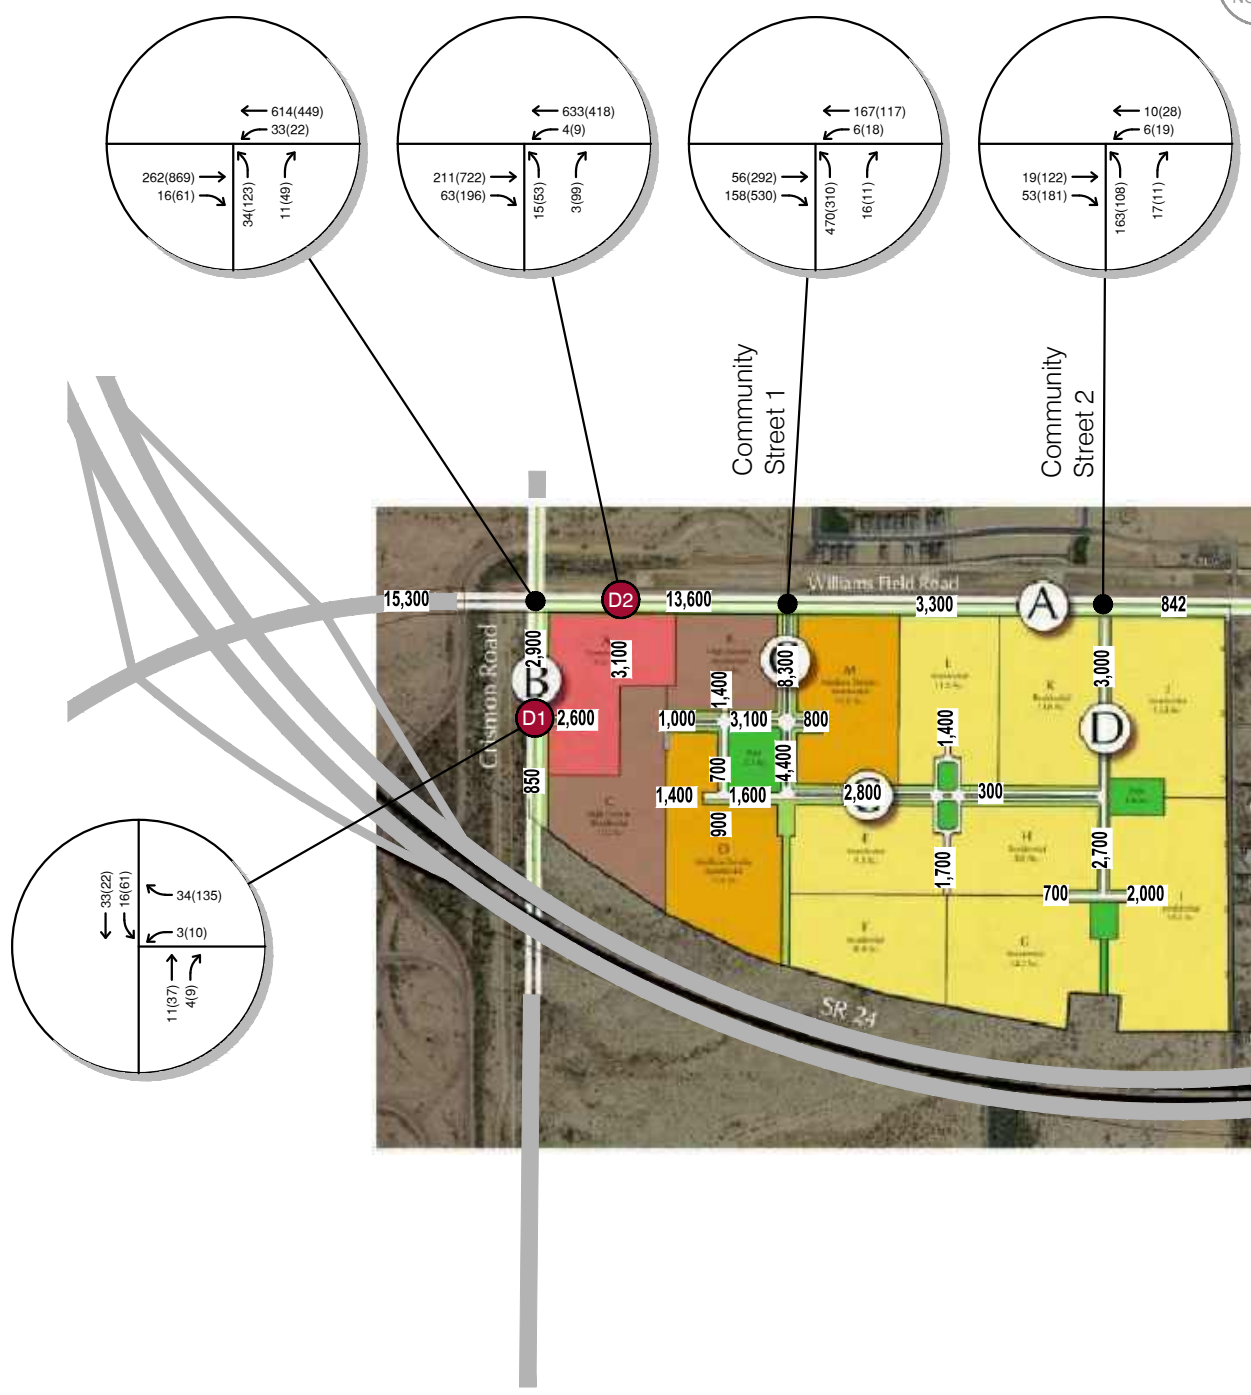 614(449)
33(22)
262(869)
16(61)
34(123)
11(49)
633(418)
4(9)
211(722)
63(196)
15(53)
3(99)
167(117)
6(18)
56(292)
158(530)
470(310)
16(11)
10(28)
6(19)
19(122)
53(181)
163(108)
17(11)
Community
Street 1
Community
Street 2
Williams Field Road
15,300
D2
13,600
3,300
A
842
Crismon Road
2,900
3,100
8,300
3,000
B
D1
2,600
1,400
1,000
3,100
800
1,400
D
850
700
4,400
1,400
1,600
2,800
300
900
1,700
2,700
700
2,000
M
L
K
J
C
D
E
H
F
G
I
SR 24
33(22)
16(61)
34(135)
3(10)
11(37)
4(9)